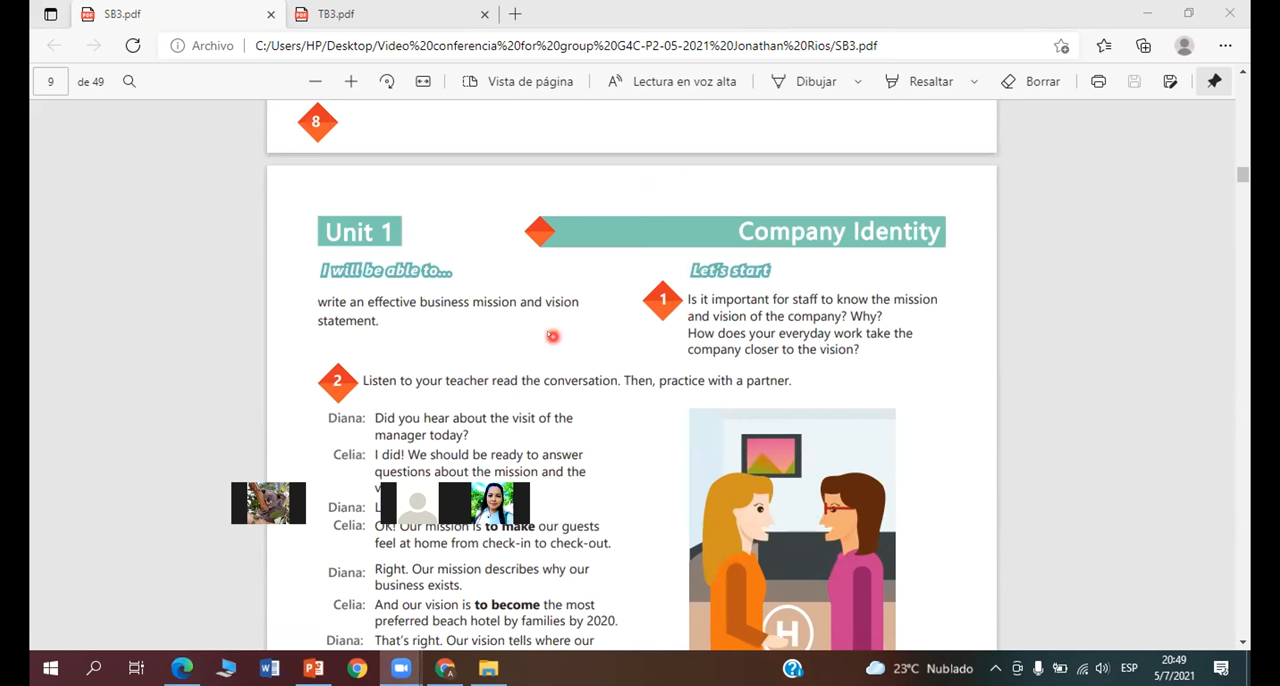 SB3.pdf
TB3.pdf
Archivo
C:/Users/HP/Desktop/Video%20conferencia%20for%20group%20G4C-P2-05-2021%20Jonathan%20Rios/SB3.pdf
9 de 49
Vista de página
Lectura en voz alta
Dibujar
Resaltar
Borrar
8
Unit 1
Company Identity
I will be able to...
write an effective business mission and vision
statement.
Let's start
1
Is it important for staff to know the mission
and vision of the company? Why?
How does your everyday work take the
company closer to the vision?
2
Listen to your teacher read the conversation. Then, practice with a partner.
Diana: Did you hear about the visit of the
manager today?
Celia: I did! We should be ready to answer
questions about the mission and the
Diana:
Celia: OK! Our mission is to make our guests
feel at home from check-in to check-out.
Diana: Right. Our mission describes why our
business exists.
Celia: And our vision is to become the most
preferred beach hotel by families by 2020.
Diana: That's right. Our vision tells where our
H
23°C Nublado
ESP
20:49
5/7/2021